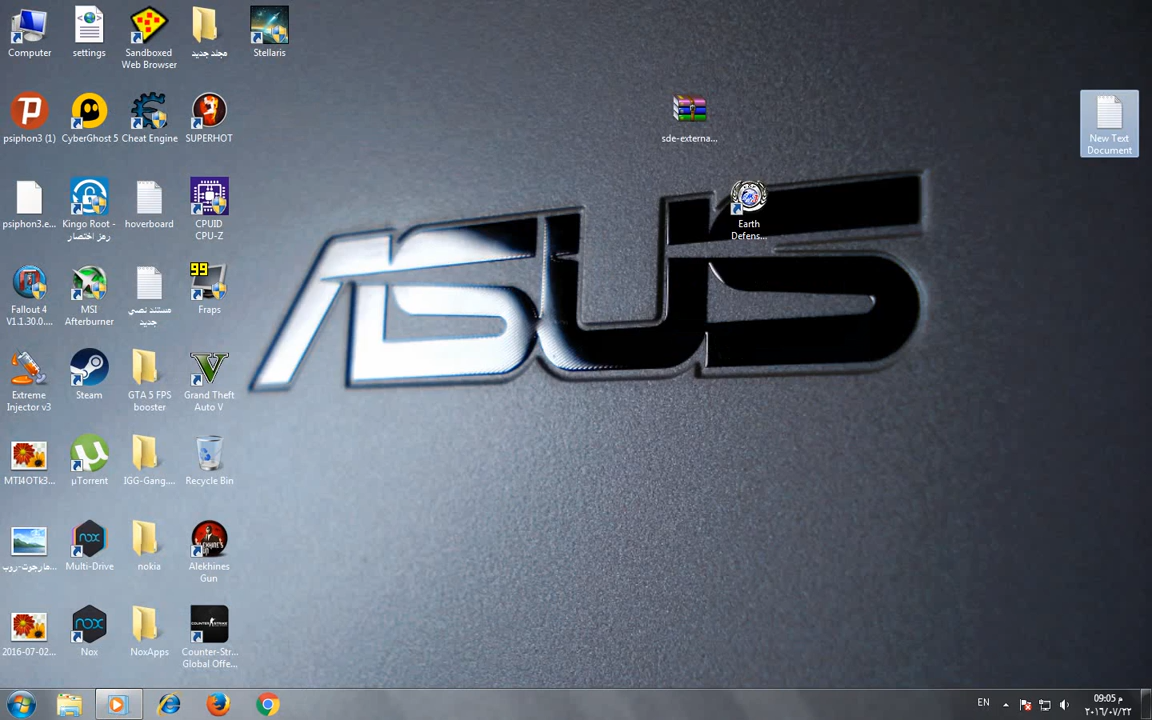 Computer
settings
Sandboxed
Web Browser
مجلد جديد
Stellaris
psiphon3 (1)
CyberGhost 5
Cheat Engine
SUPERHOT
sde-externa...
New Text
Document
psiphon3.e...
Kingo Root -
رمز اختصار
hoverboard
CPUID
CPU-Z
Earth
Defens...
ASUS
Fallout 4
V1.1.30.0....
MSI
Afterburner
مستند نصي
جديد
99
Fraps
Extreme
Injector v3
Steam
GTA 5 FPS
booster
Grand Theft
Auto V
MTI4OTk3...
µTorrent
IGG-Gang....
Recycle Bin
Multi-Drive
nokia
Alekhines
Gun
2016-07-02...
Nox
NoxApps
Counter-Str...
Global Offe...
EN
09:05 م
٢٠١٦/٠٧/٢٢